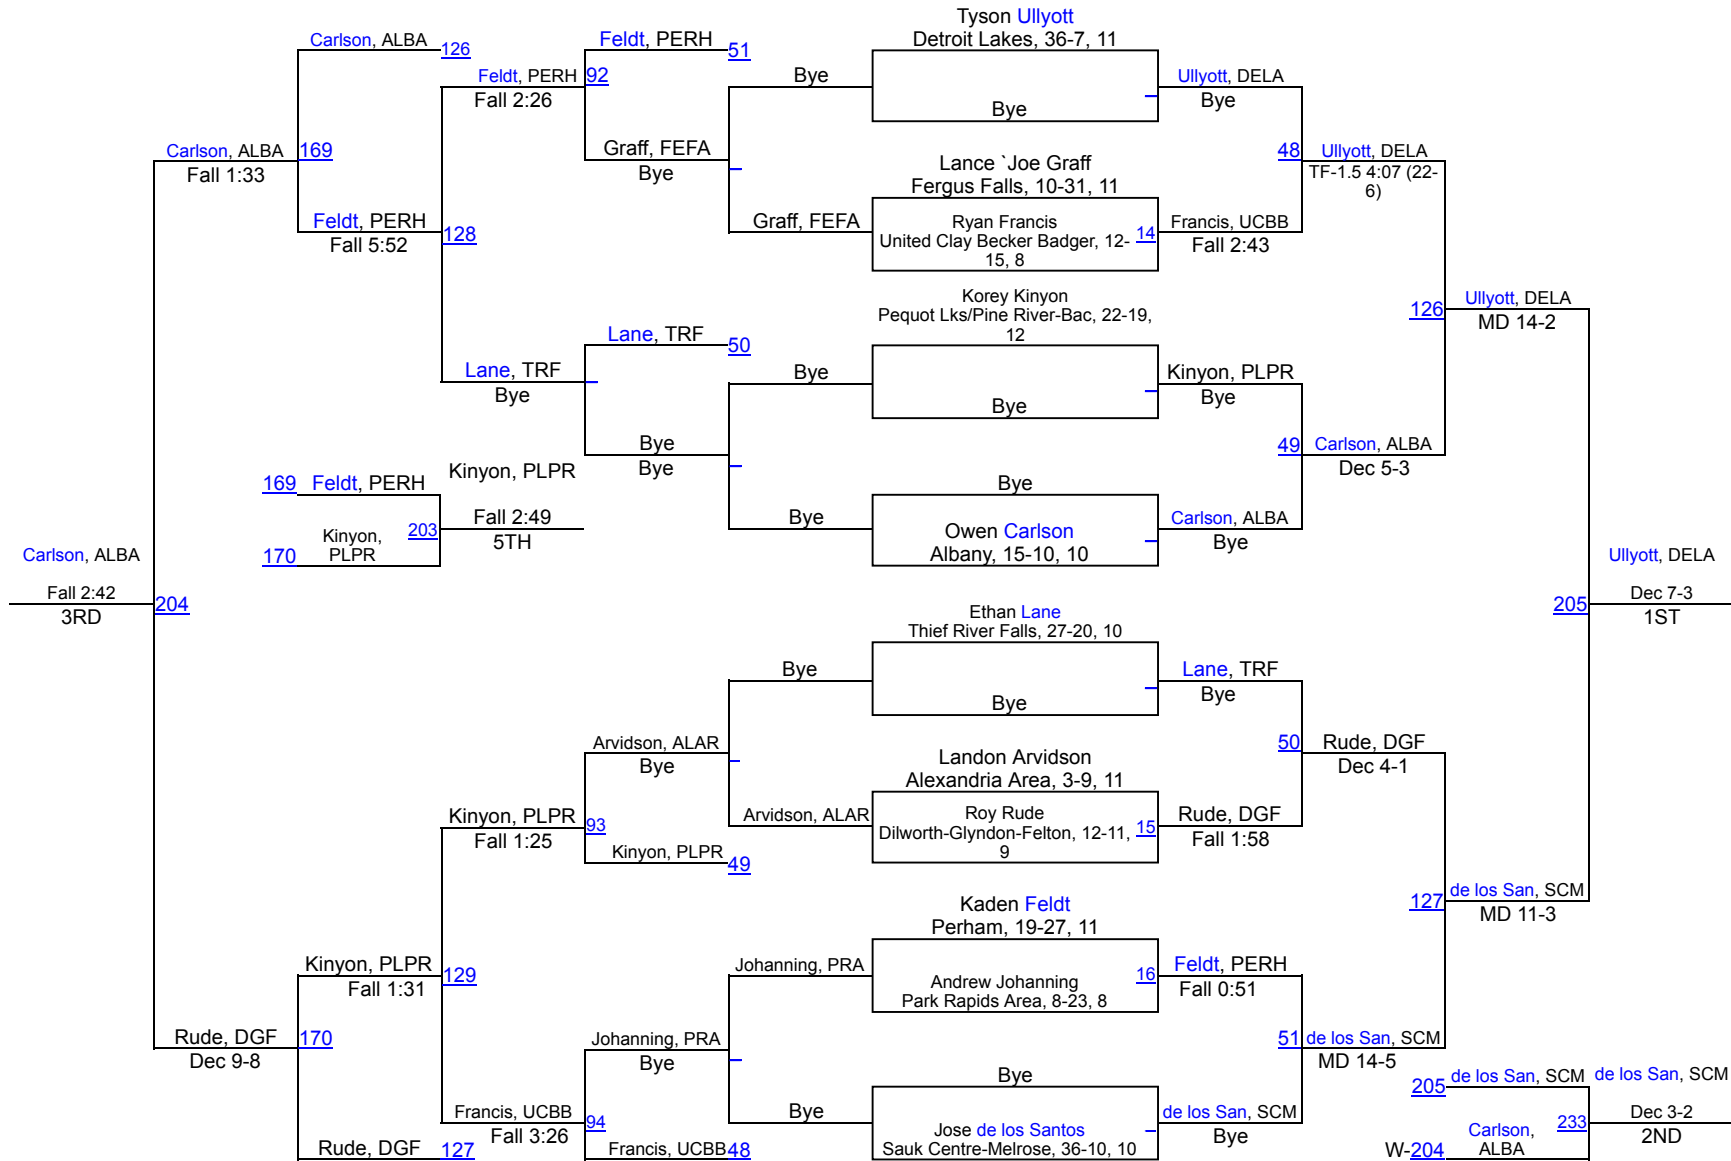 Tyson Ullyott
Detroit Lakes, 36-7, 11
Carlson, ALBA
126
Feldt, PERH
51
Feldt, PERH
92
Fall 2:26
Bye
Bye
Ullyott, DELA
Bye
Graff, FEFA
Bye
Carlson, ALBA
169
Fall 1:33
Lance `Joe Graff
Fergus Falls, 10-31, 11
48
Ullyott, DELA
TF-1.5 4:07 (22-
6)
Feldt, PERH
128
Fall 5:52
Graff, FEFA
Ryan Francis
United Clay Becker Badger, 12-
15, 8
14
Francis, UCBB
Fall 2:43
Korey Kinyon
Pequot Lks/Pine River-Bac, 22-19,
12
126
Ullyott, DELA
MD 14-2
Lane, TRF
50
Lane, TRF
Bye
Bye
Bye
Kinyon, PLPR
Bye
Bye
Bye
49
Carlson, ALBA
Dec 5-3
Kinyon, PLPR
169
Feldt, PERH
Fall 2:49
5TH
203
Kinyon,
PLPR
170
Bye
Bye
Owen Carlson
Albany, 15-10, 10
Carlson, ALBA
Bye
Carlson, ALBA
Fall 2:42
3RD
204
Ullyott, DELA
205
Dec 7-3
1ST
Ethan Lane
Thief River Falls, 27-20, 10
Bye
Bye
Lane, TRF
Bye
Arvidson, ALAR
Bye
Landon Arvidson
Alexandria Area, 3-9, 11
50
Rude, DGF
Dec 4-1
Kinyon, PLPR
93
Fall 1:25
Arvidson, ALAR
Roy Rude
Dilworth-Glyndon-Felton, 12-11,
9
15
Rude, DGF
Fall 1:58
Kinyon, PLPR
49
Kaden Feldt
Perham, 19-27, 11
127
de los San, SCM
MD 11-3
Kinyon, PLPR
129
Fall 1:31
Johanning, PRA
Andrew Johanning
Park Rapids Area, 8-23, 8
16
Feldt, PERH
Fall 0:51
Rude, DGF
170
Dec 9-8
Johanning, PRA
Bye
51
de los San, SCM
MD 14-5
Bye
205
de los San, SCM
de los San, SCM
Francis, UCBB
94
Fall 3:26
Bye
Jose de los Santos
Sauk Centre-Melrose, 36-10, 10
de los San, SCM
Bye
Dec 3-2
2ND
233
Carlson,
ALBA
W-204
Rude, DGF
127
Francis, UCBB
48